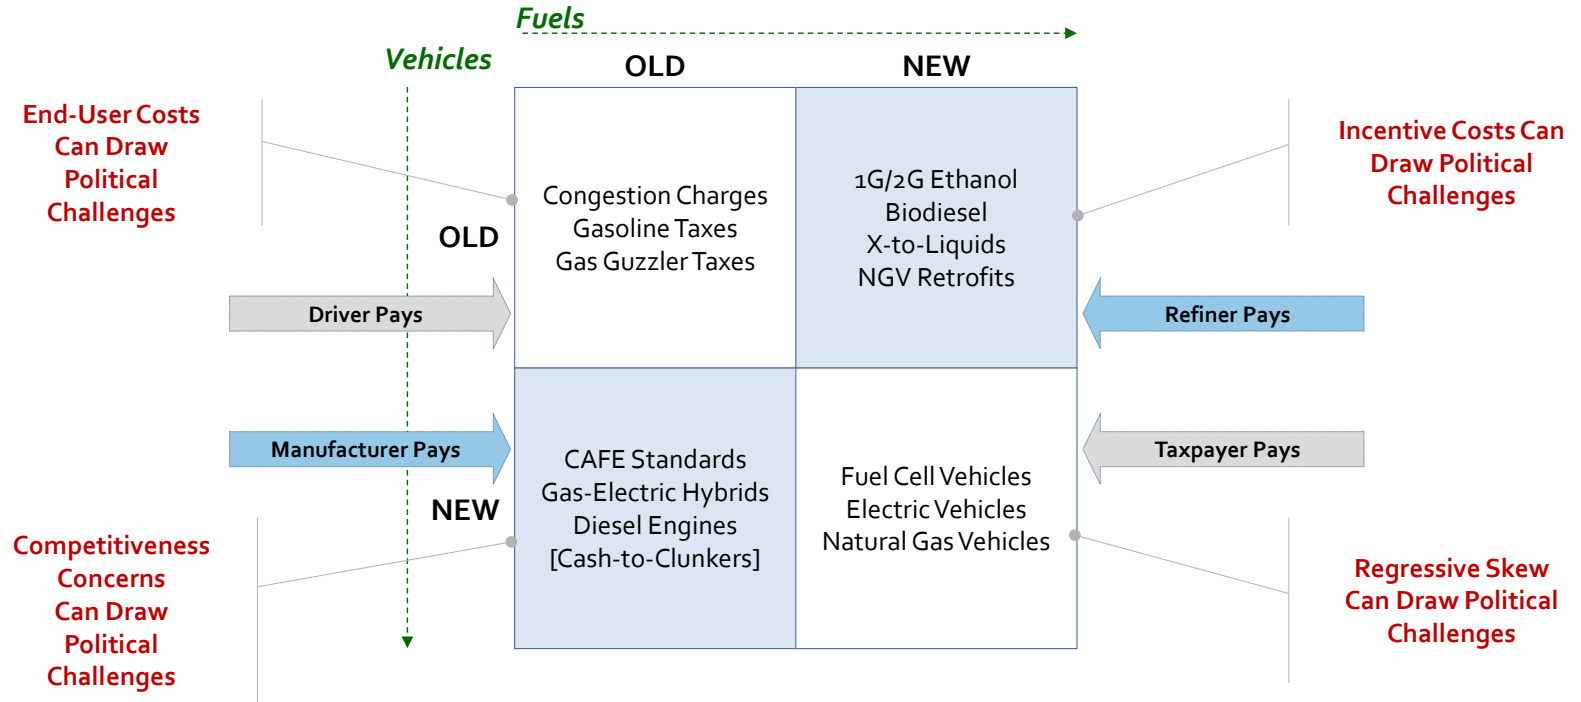 Fuels
Vehicles
OLD
NEW
End-User Costs
Can Draw
Political
Challenges
Congestion Charges
Gasoline Taxes
Gas Guzzler Taxes
1G/2G Ethanol
Biodiesel
X-to-Liquids
NGV Retrofits
Incentive Costs Can
Draw Political
Challenges
OLD
Driver Pays
Refiner Pays
Manufacturer Pays
Taxpayer Pays
NEW
CAFE Standards
Gas-Electric Hybrids
Diesel Engines
[Cash-to-Clunkers]
Fuel Cell Vehicles
Electric Vehicles
Natural Gas Vehicles
Competitiveness
Concerns
Can Draw
Political
Challenges
Regressive Skew
Can Draw Political
Challenges